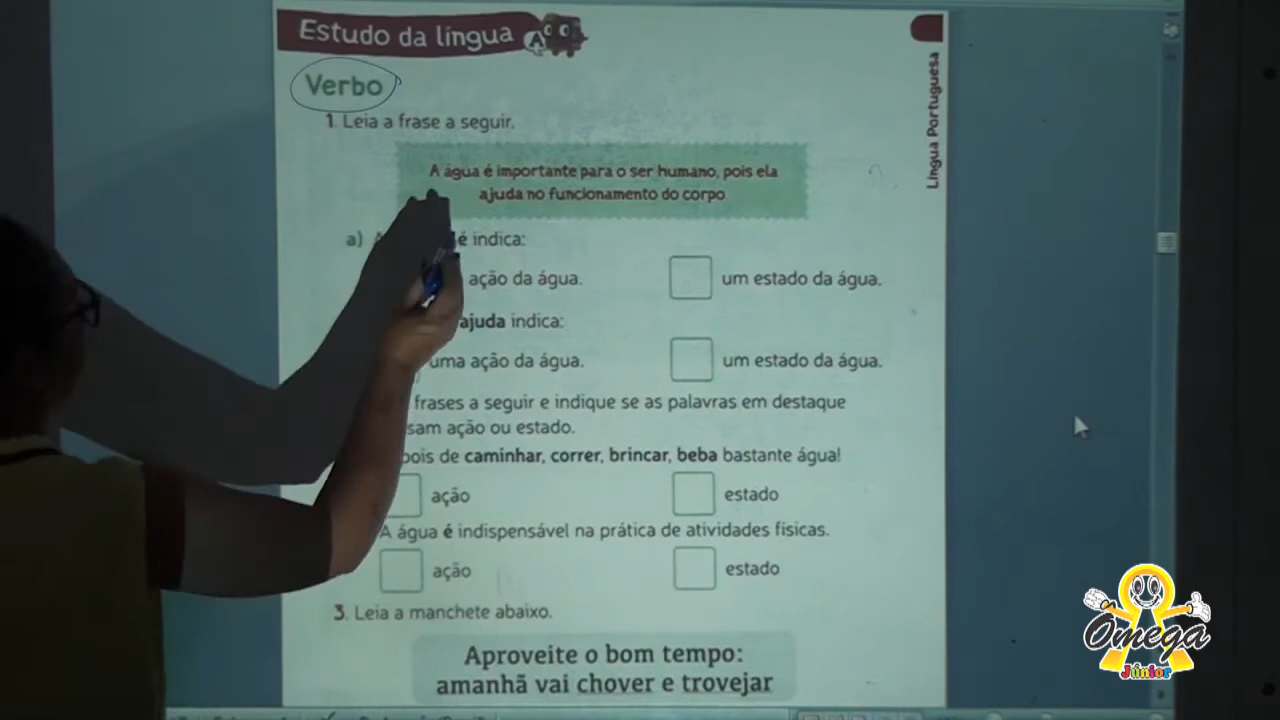 Estudo da língua A
Verbo
Língua Portuguesa
1. Leia a frase a seguir.
A água é importante para o ser humano, pois ela
ajuda no funcionamento do corpo
a) é indica:
ação da água.
um estado da água.
ajuda indica:
uma ação da água.
um estado da água.
frases a seguir e indique se as palavras em destaque
ação ou estado.
de caminhar, correr, brincar, beba bastante água!
ação
estado
A água é indispensável na prática de atividades físicas.
ação
estado
3. Leia a manchete abaixo.
Aproveite o bom tempo:
amanhã vai chover e trovejar
Omega
Júnior